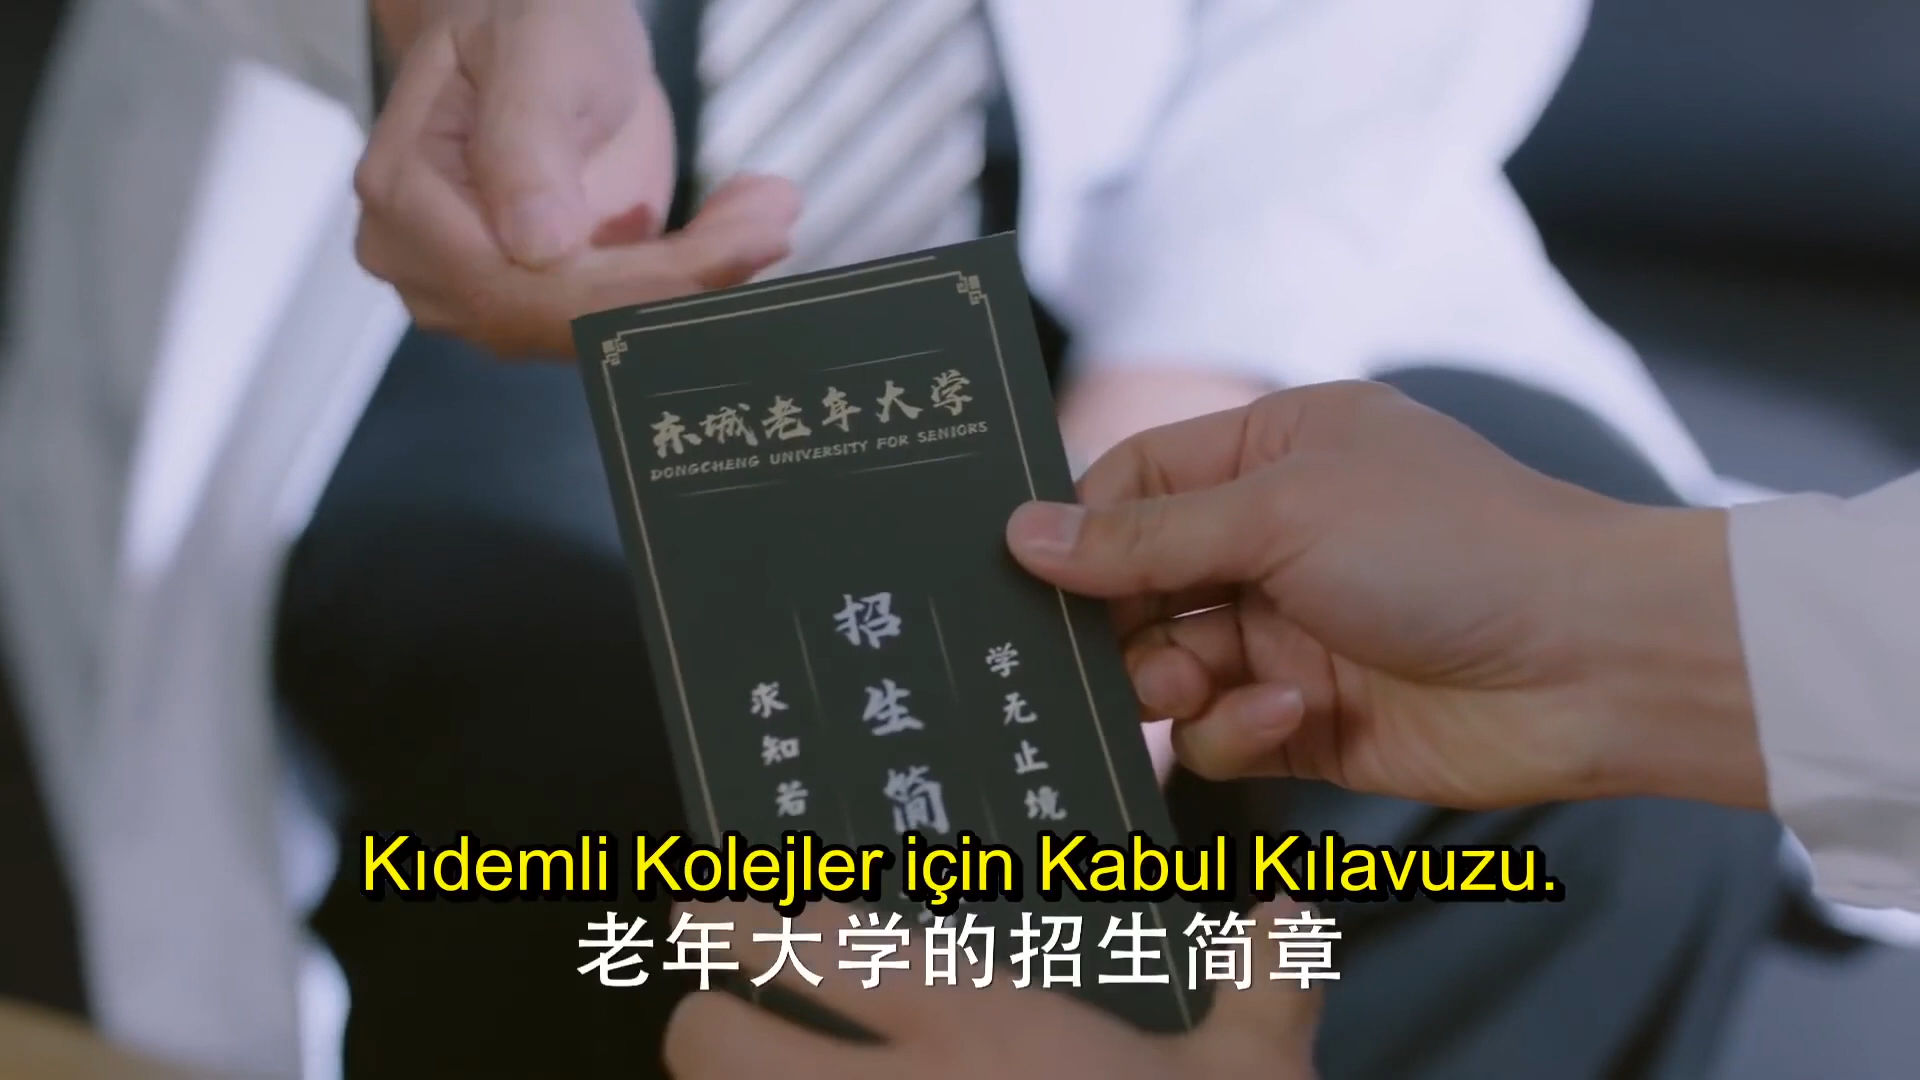 东城老年大学
DONGCHENG UNIVERSITY FOR SENIORS
学无止境
招生简
求知若
Kıdemli Kolejler için Kabul Kılavuzu.
老年大学的招生简章